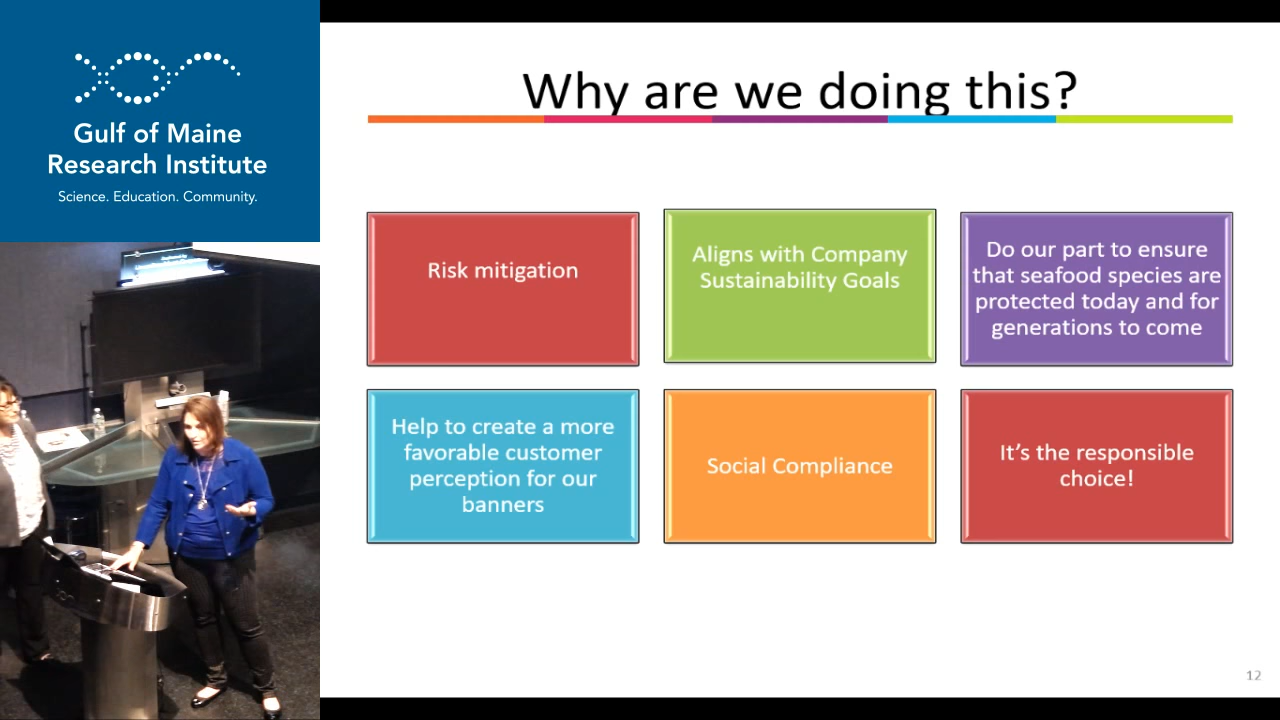 Gulf of Maine
Research Institute
Science. Education. Community.
Why are we doing this?
Risk mitigation
Aligns with Company
Sustainability Goals
Do our part to ensure
that seafood species are
protected today and for
generations to come
Help to create a more
favorable customer
perception for our
banners
Social Compliance
It's the responsible
choice!
12